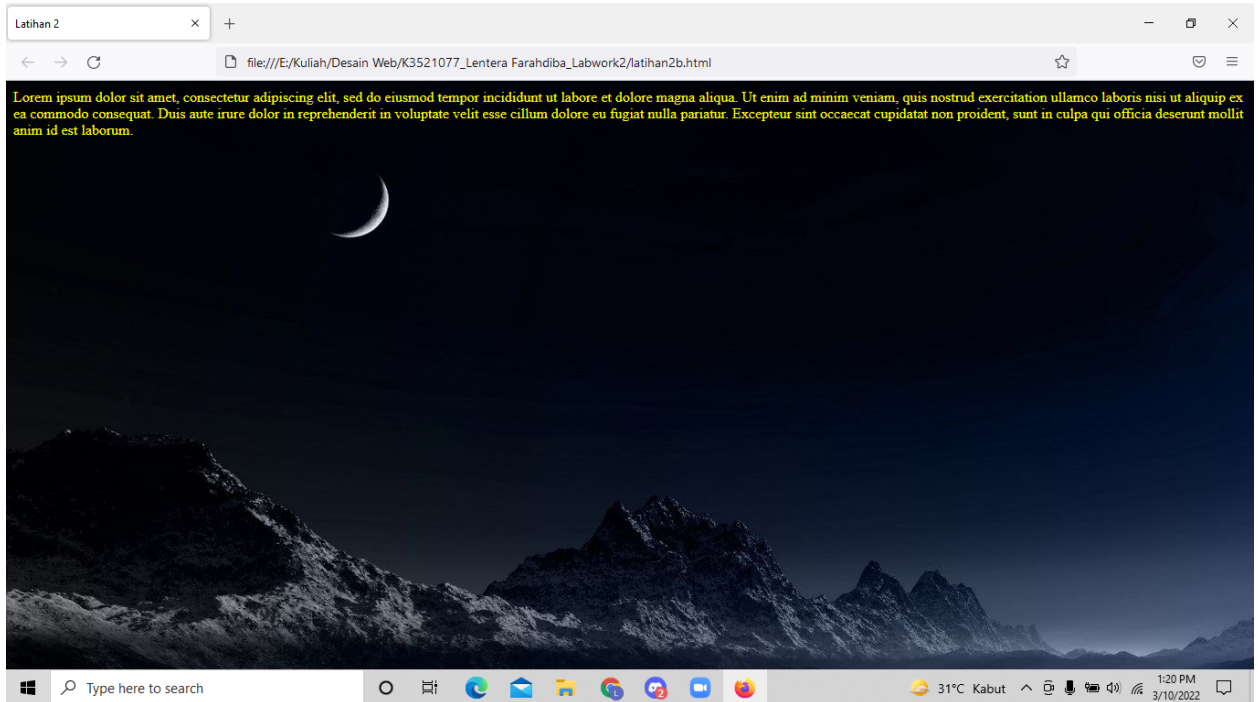 Latihan 2
file:///E:/Kuliah/Desain Web/K3521077_Lentera Farahdiba_Labwork2/latihan2b.html
Lorem ipsum dolor sit amet, consectetur adipiscing elit, sed do eiusmod tempor incididunt ut labore et dolore magna aliqua. Ut enim ad minim veniam, quis nostrud exercitation ullamco laboris nisi ut aliquip ex
ea commodo consequat. Duis aute irure dolor in reprehenderit in voluptate velit esse cillum dolore eu fugiat nulla pariatur. Excepteur sint occaecat cupidatat non proident, sunt in culpa qui officia deserunt mollit
anim id est laborum.
Type here to search
L
2
31°C Kabut
1:20 PM
3/10/2022